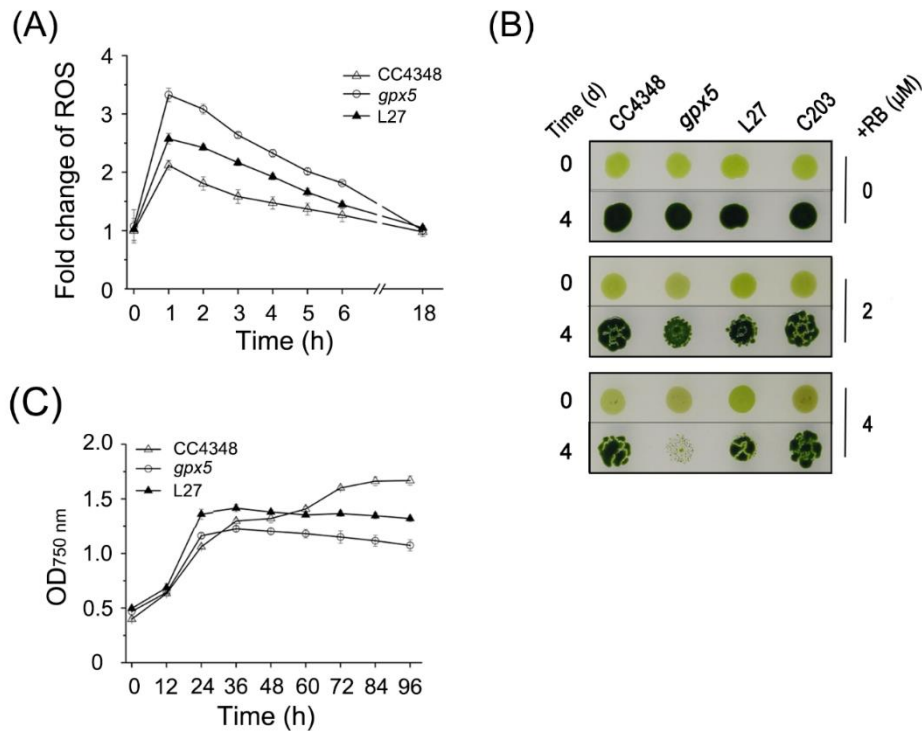 (A)
Fold change of ROS
4
3
2
1
0
CC4348
gpx5
L27
0 1 2 3 4 5 6 18
Time (h)
(B)
Time (d)
CC4348
gpx5
L27
C203
+RB (μM)
0
4
0
0
4
2
0
4
4
(C)
OD750 nm
2.0
1.5
1.0
0.5
0
CC4348
gpx5
L27
0 12 24 36 48 60 72 84 96
Time (h)